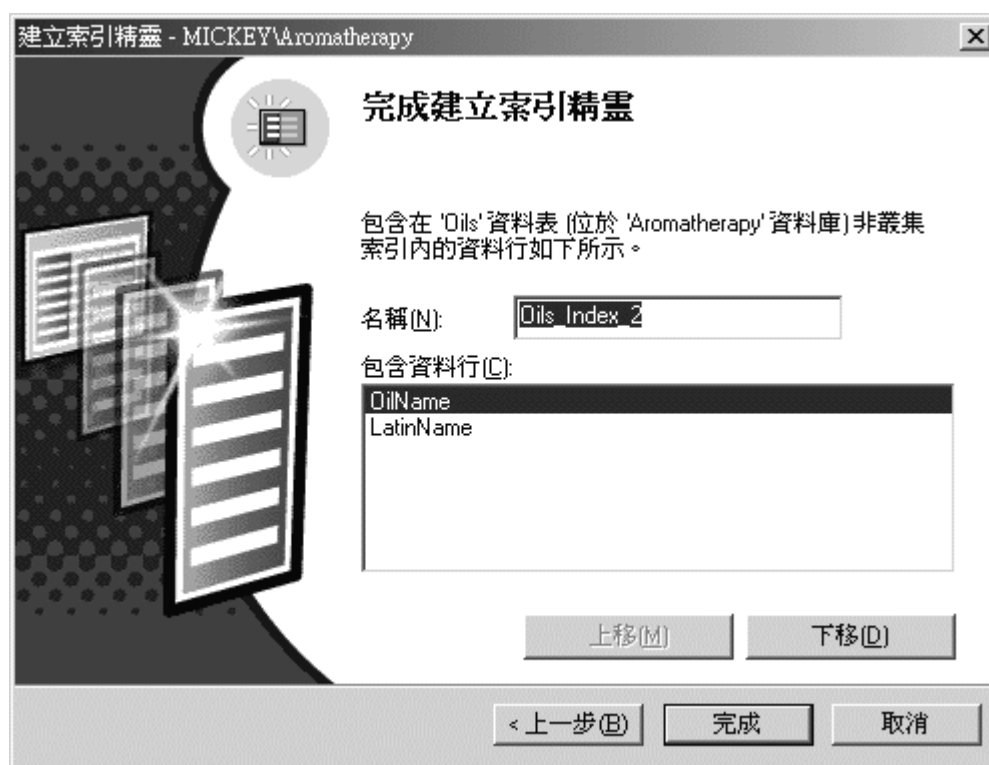 建立索引精靈 - MICKEY\Aromatherapy
完成建立索引精靈
包含在 'Oils' 資料表 (位於 'Aromatherapy' 資料庫) 非叢集
索引內的資料行如下所示。
名稱(N):
Oils_Index_2
包含資料行(C):
OilName
LatinName
上移(M)
下移(D)
< 上一步(B)
完成
取消